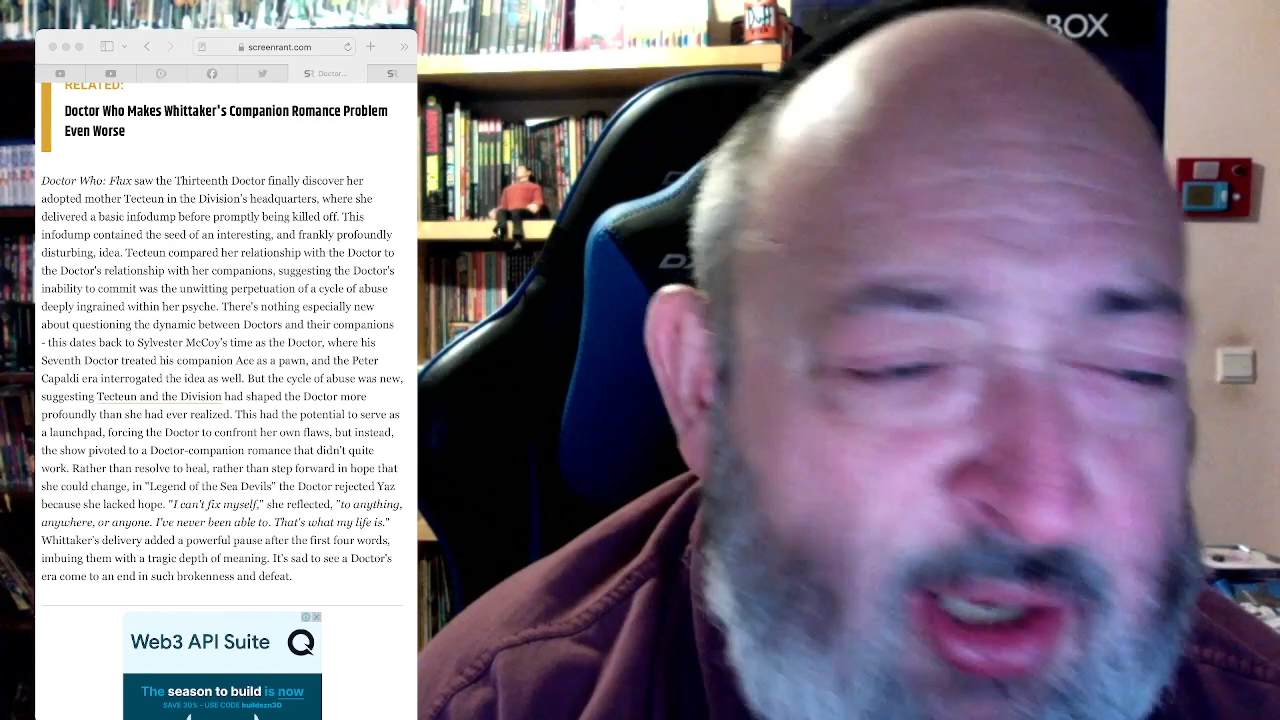 screenrant.com
Doctor...
RELATED:
Doctor Who Makes Whittaker's Companion Romance Problem
Even Worse
Doctor Who: Flux saw the Thirteenth Doctor finally discover her
adopted mother Tecteun in the Division's headquarters, where she
delivered a basic infodump before promptly being killed off. This
infodump contained the seed of an interesting, and frankly profoundly
disturbing, idea. Tecteun compared her relationship with the Doctor to
the Doctor's relationship with her companions, suggesting the Doctor's
inability to commit was the unwitting perpetuation of a cycle of abuse
deeply ingrained within her psyche. There's nothing especially new
about questioning the dynamic between Doctors and their companions
- this dates back to Sylvester McCoy's time as the Doctor, where his
Seventh Doctor treated his companion Ace as a pawn, and the Peter
Capaldi era interrogated the idea as well. But the cycle of abuse was new,
suggesting Tecteun and the Division had shaped the Doctor more
profoundly than she had ever realized. This had the potential to serve as
a launchpad, forcing the Doctor to confront her own flaws, but instead,
the show pivoted to a Doctor-companion romance that didn't quite
work. Rather than resolve to heal, rather than step forward in hope that
she could change, in "Legend of the Sea Devils" the Doctor rejected Yaz
because she lacked hope. "I can't fix myself," she reflected, "to anything,
anywhere, or anyone. I've never been able to. That's what my life is."
Whittaker's delivery added a powerful pause after the first four words,
imbuing them with a tragic depth of meaning. It's sad to see a Doctor's
era come to an end in such brokenness and defeat.
Web3 API Suite
The season to build is now
SAVE 30% - USE CODE buildszn30
BOX
Duff